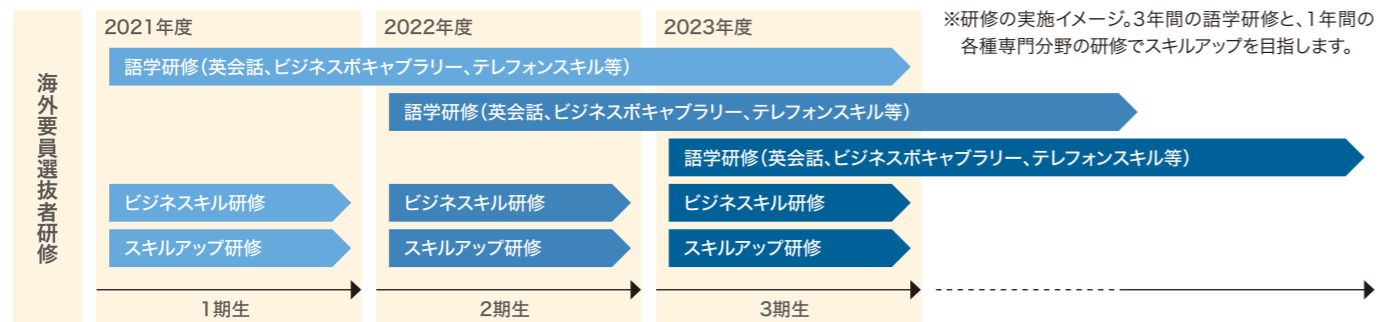 海外要員選抜者研修
2021年度
2022年度
2023年度
※研修の実施イメージ。3年間の語学研修と、1年間の
各種専門分野の研修でスキルアップを目指します。
語学研修（英会話、ビジネスボキャブラリー、テレフォンスキル等）
語学研修（英会話、ビジネスボキャブラリー、テレフォンスキル等）
語学研修（英会話、ビジネスボキャブラリー、テレフォンスキル等）
ビジネスキル研修
ビジネスキル研修
ビジネスキル研修
スキルアップ研修
スキルアップ研修
スキルアップ研修
1期生
2期生
3期生